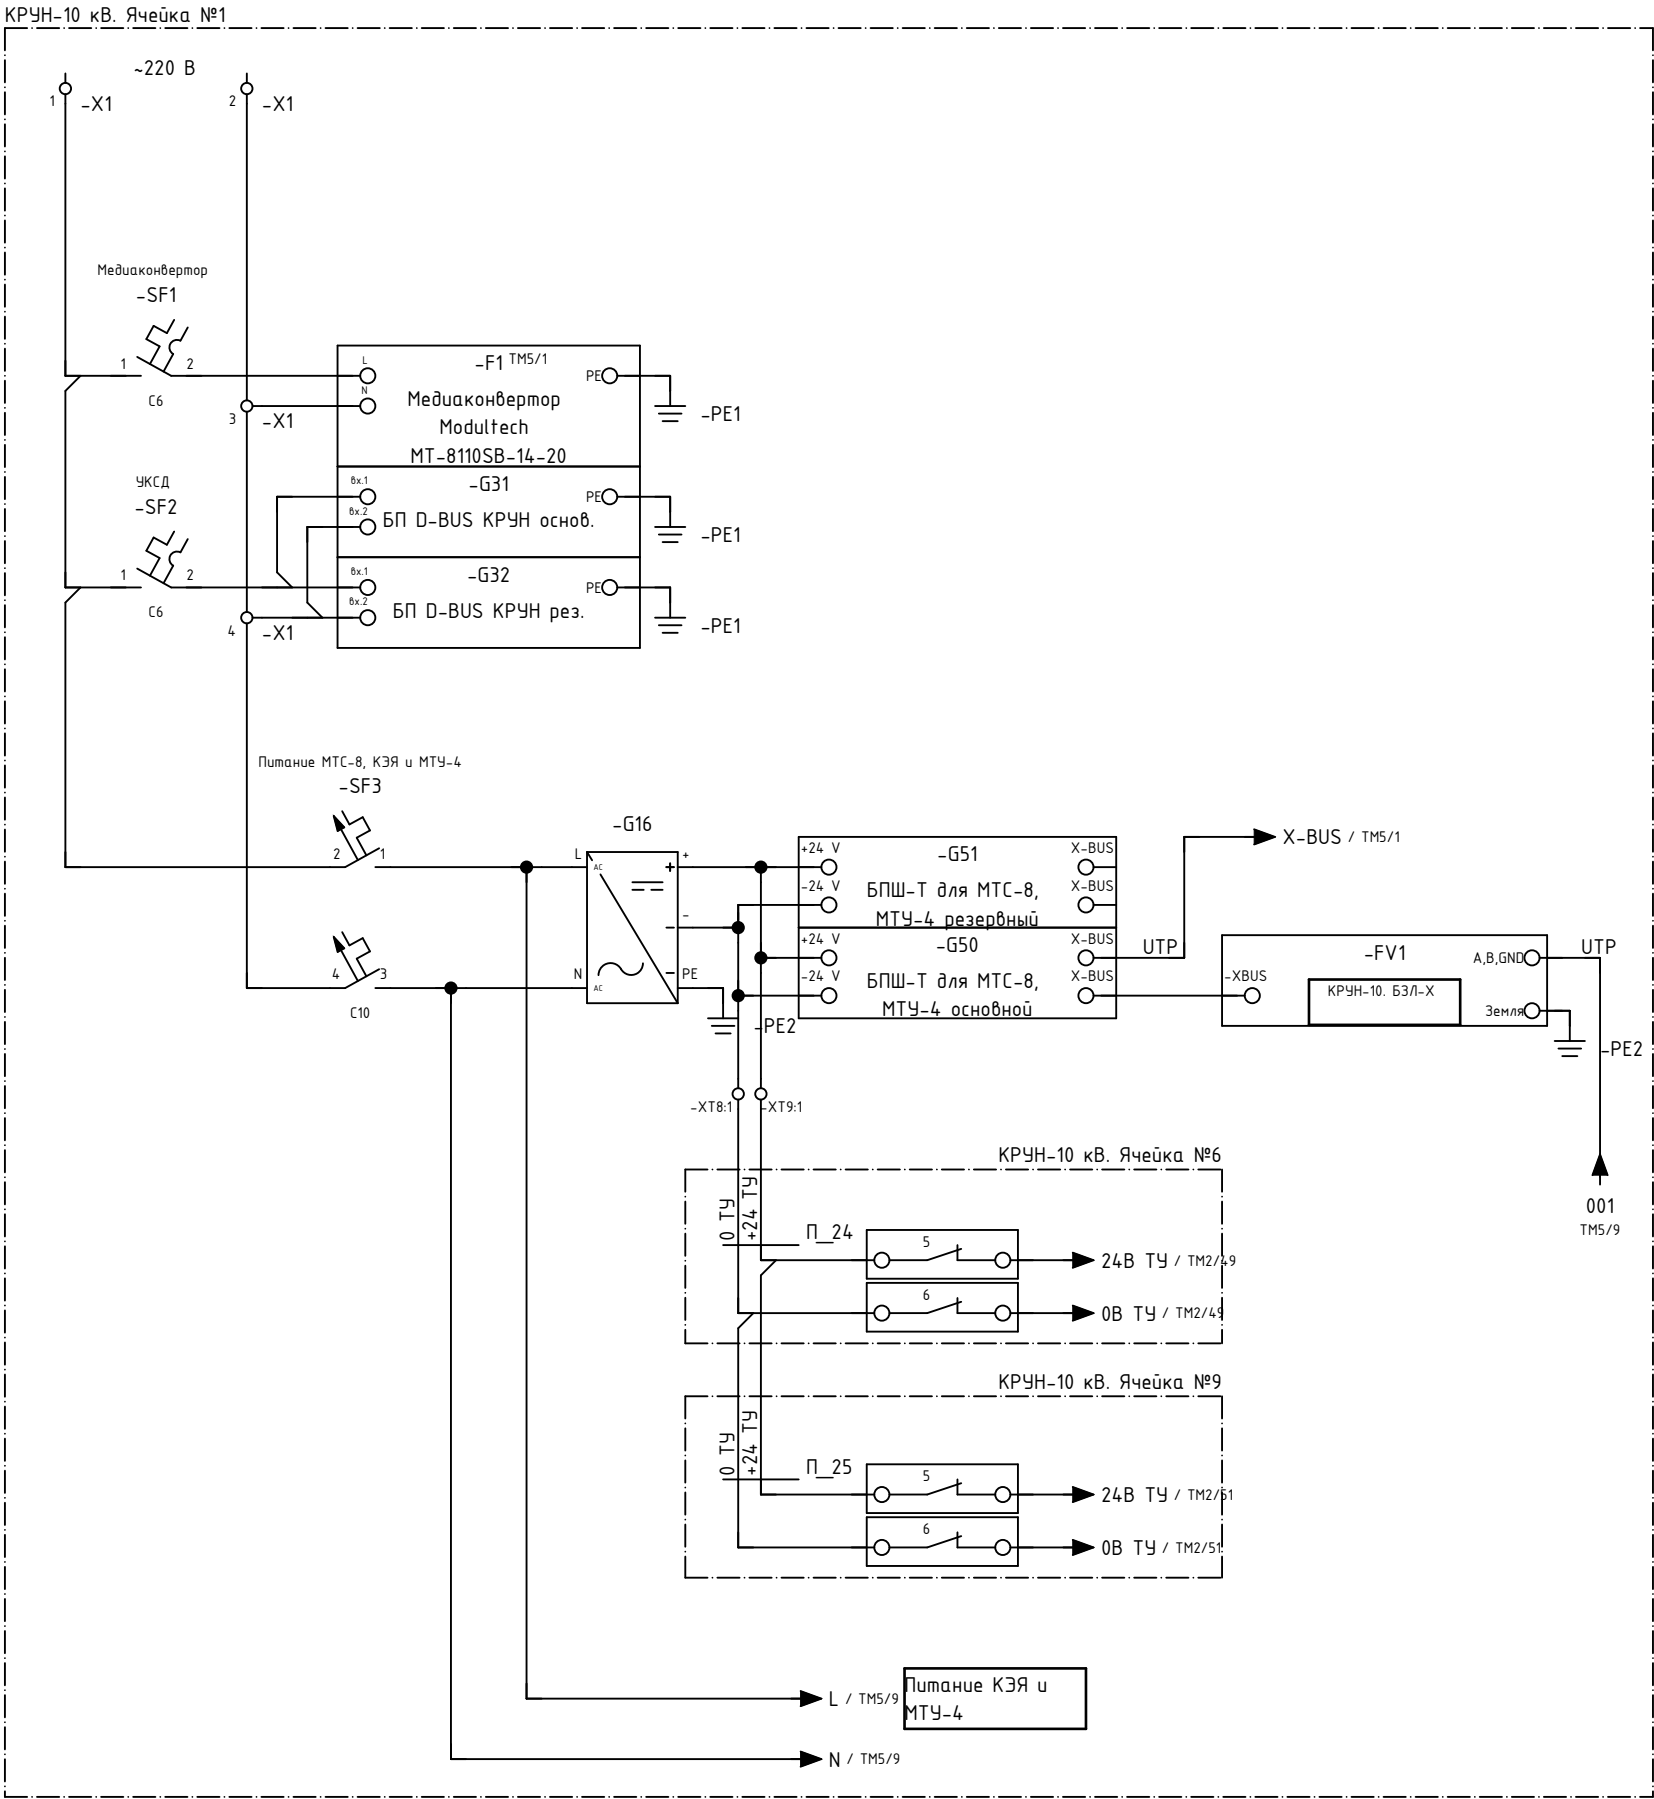 КРУН-10 кВ. Ячейка №1
~220 В
1 -X1
2 -X1
Медиаконвертор
-SF1
1 2
C6
L
-F1 TM5/1
PE
N
Медиаконвертор
Modultech
MT-8110SB-14-20
3 -X1
-PE1
УКСД
-SF2
1 2
C6
вх.1
-G31
PE
вх.2
БП D-BUS КРУН основ.
-PE1
вх.1
-G32
PE
вх.2
БП D-BUS КРУН рез.
4 -X1
-PE1
Питание МТС-8, КЭЯ и МТУ-4
-SF3
2 1
4 3
C10
-G16
L
AC
+
+
-
-
N
AC
-
PE
-PE2
+24 V
-G51
X-BUS
-24 V
БПШ-Т для МТС-8,
X-BUS
МТУ-4 резервный
+24 V
-G50
X-BUS
-24 V
БПШ-Т для МТС-8,
X-BUS
МТУ-4 основной
UTP
X-BUS / TM5/1
-FV1
-XBUS
КРУН-10. БЗЛ-Х
A,B,GND
Земля
UTP
-PE2
001
TM5/9
-XT8:1
-XT9:1
КРУН-10 кВ. Ячейка №6
0 ТУ
+24 ТУ
П_24
5
24В ТУ / TM2/49
6
0В ТУ / TM2/49
КРУН-10 кВ. Ячейка №9
0 ТУ
+24 ТУ
П_25
5
24В ТУ / TM2/51
6
0В ТУ / TM2/51
L / TM5/9
Питание КЭЯ и
МТУ-4
N / TM5/9